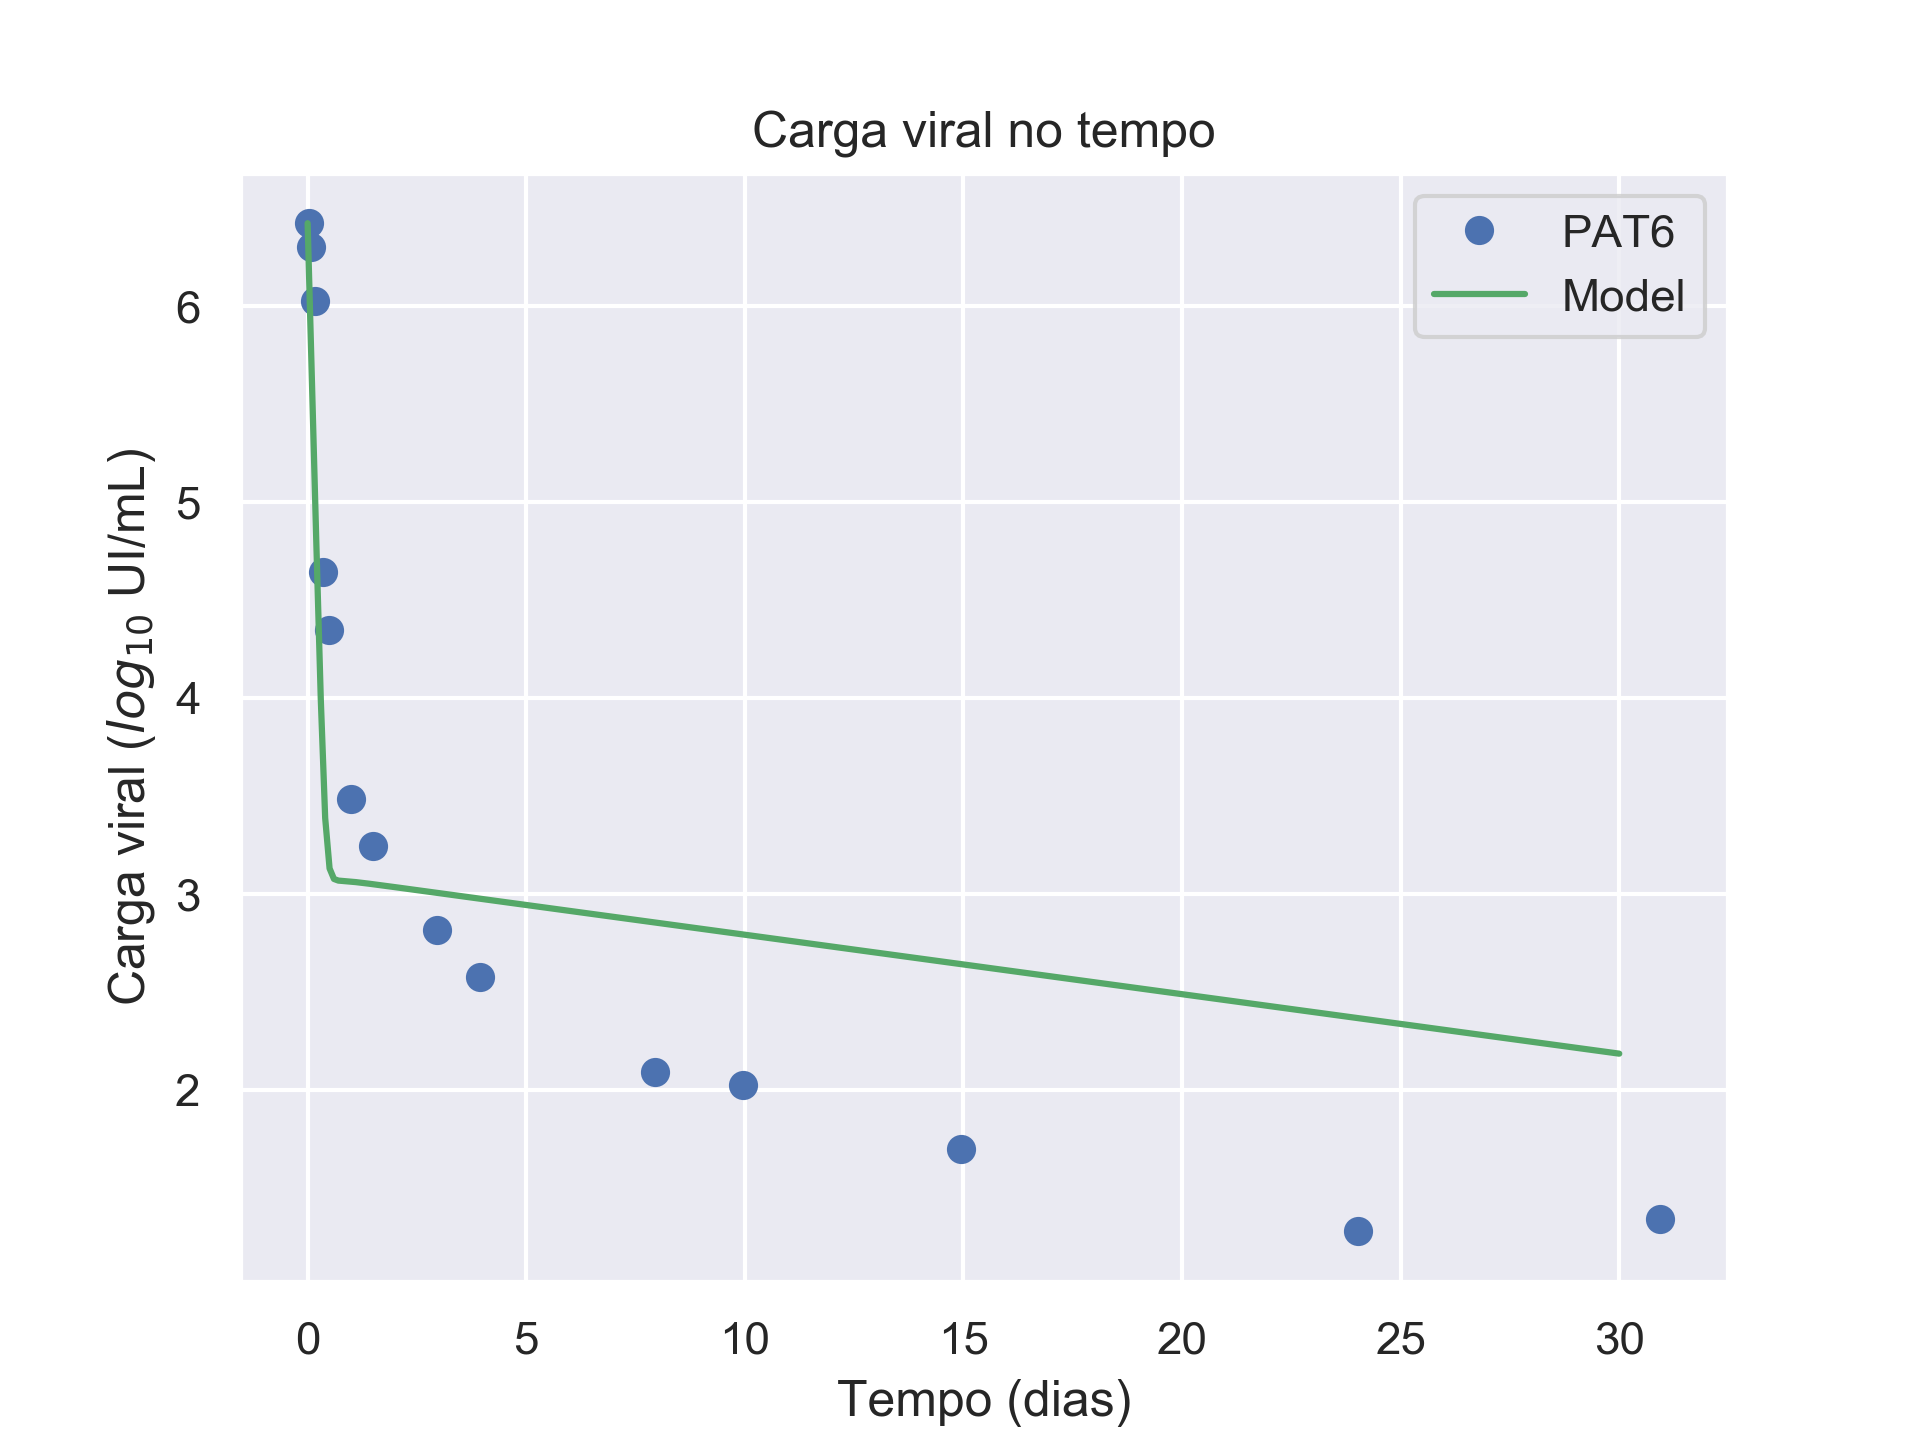 Carga viral no tempo
PAT6
Model
Carga viral (log₁₀ UI/mL)
6
5
4
3
2
0 5 10 15 20 25 30
Tempo (dias)